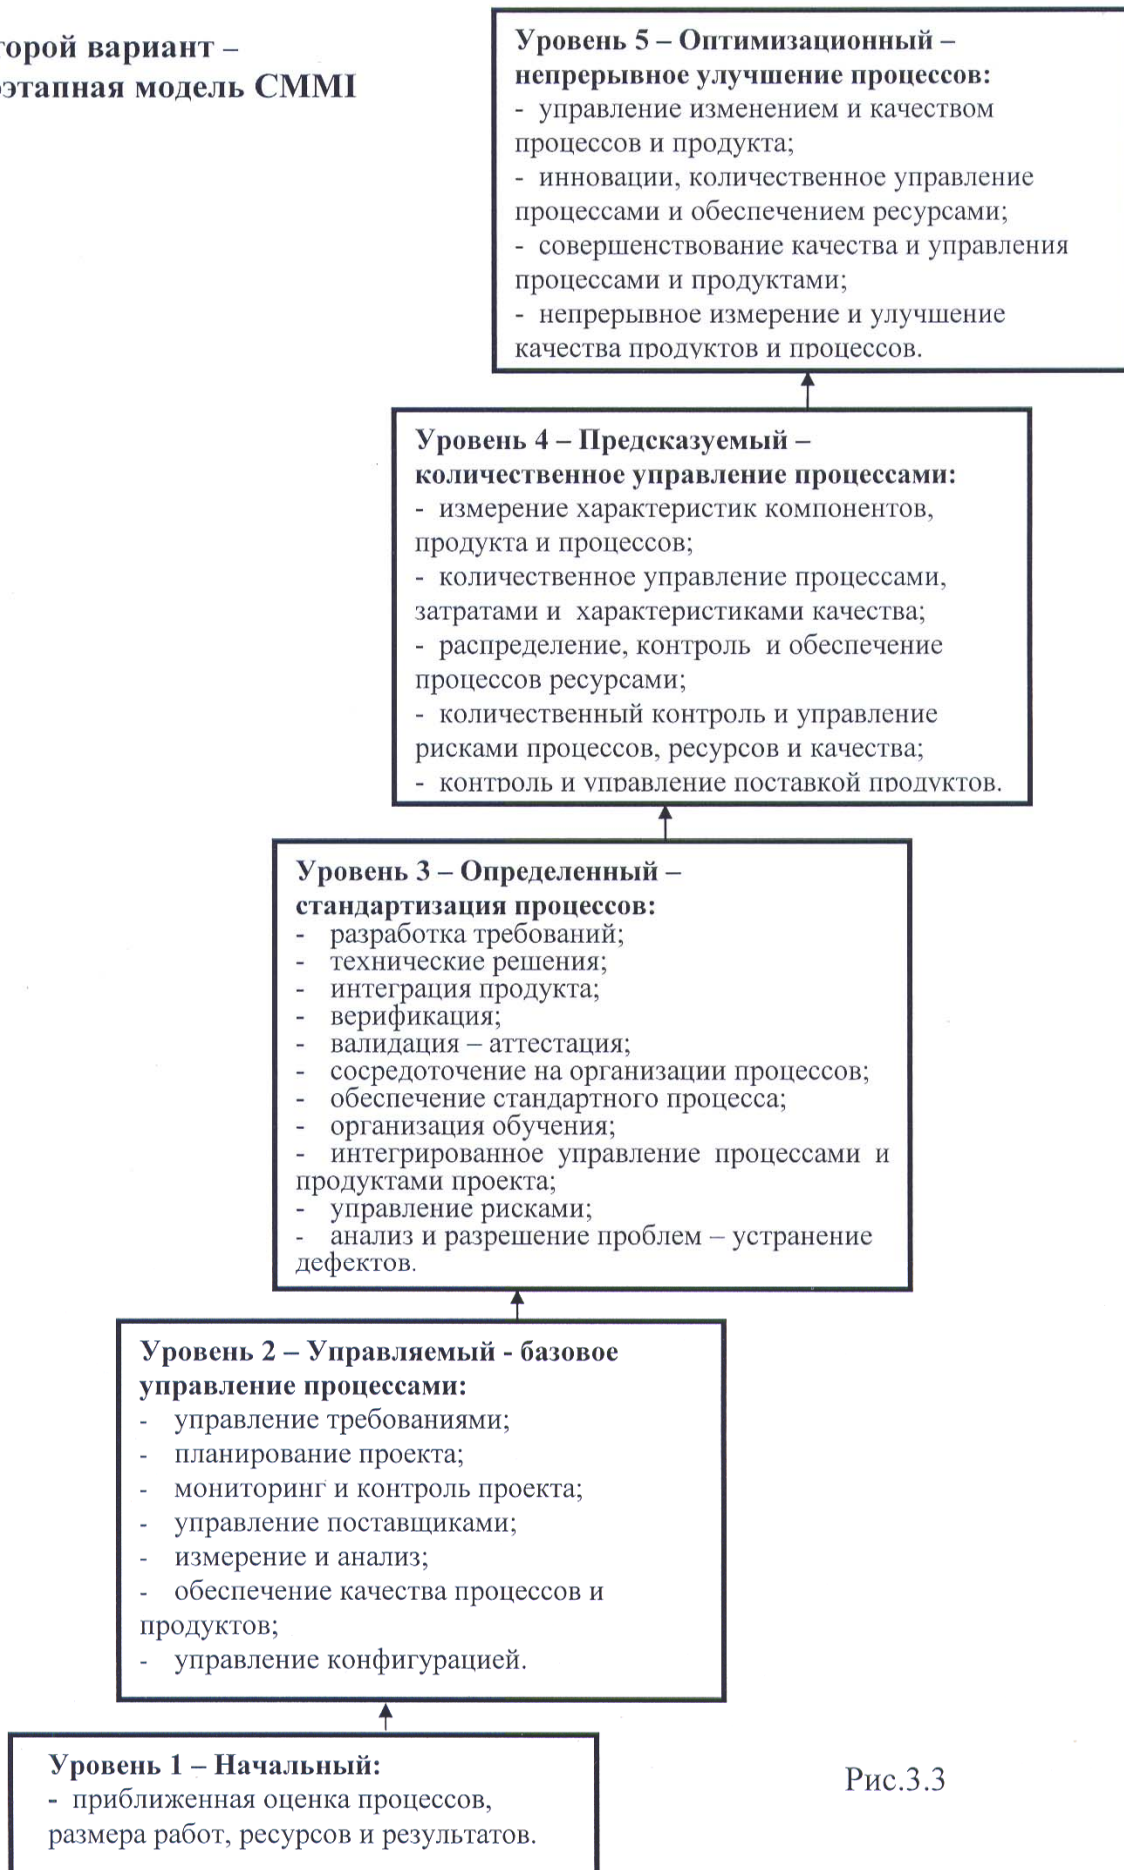 торой вариант –
этапная модель CMMI
Уровень 5 – Оптимизационный –
непрерывное улучшение процессов:
- управление изменением и качеством
процессов и продукта;
- инновации, количественное управление
процессами и обеспечением ресурсами;
- совершенствование качества и управления
процессами и продуктами;
- непрерывное измерение и улучшение
качества продуктов и процессов.
Уровень 4 – Предсказуемый –
количественное управление процессами:
- измерение характеристик компонентов,
продукта и процессов;
- количественное управление процессами,
затратами и характеристиками качества;
- распределение, контроль и обеспечение
процессов ресурсами;
- количественный контроль и управление
рисками процессов, ресурсов и качества;
- контроль и управление поставкой продуктов.
Уровень 3 – Определенный –
стандартизация процессов:
- разработка требований;
- технические решения;
- интеграция продукта;
- верификация;
- валидация – аттестация;
- сосредоточение на организации процессов;
- обеспечение стандартного процесса;
- организация обучения;
- интегрированное управление процессами и
продуктами проекта;
- управление рисками;
- анализ и разрешение проблем – устранение
дефектов.
Уровень 2 – Управляемый - базовое
управление процессами:
- управление требованиями;
- планирование проекта;
- мониторинг и контроль проекта;
- управление поставщиками;
- измерение и анализ;
- обеспечение качества процессов и
продуктов;
- управление конфигурацией.
Уровень 1 – Начальный:
- приближенная оценка процессов,
размера работ, ресурсов и результатов.
Рис.3.3